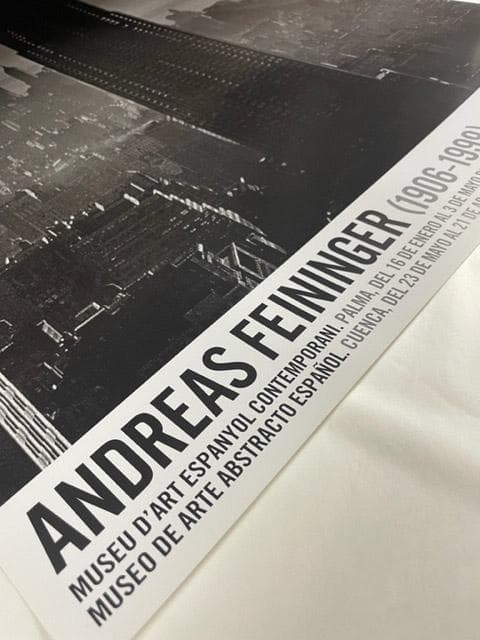 ANDREAS FEININGER (1906-1999)
MUSEU D'ART ESPANYOL CONTEMPORANI. PALMA, DEL 16 DE ENERO AL 3 DE MAYO
MUSEO DE ARTE ABSTRACTO ESPAÑOL. CUENCA, DEL 23 DE MAYO AL 21 DE